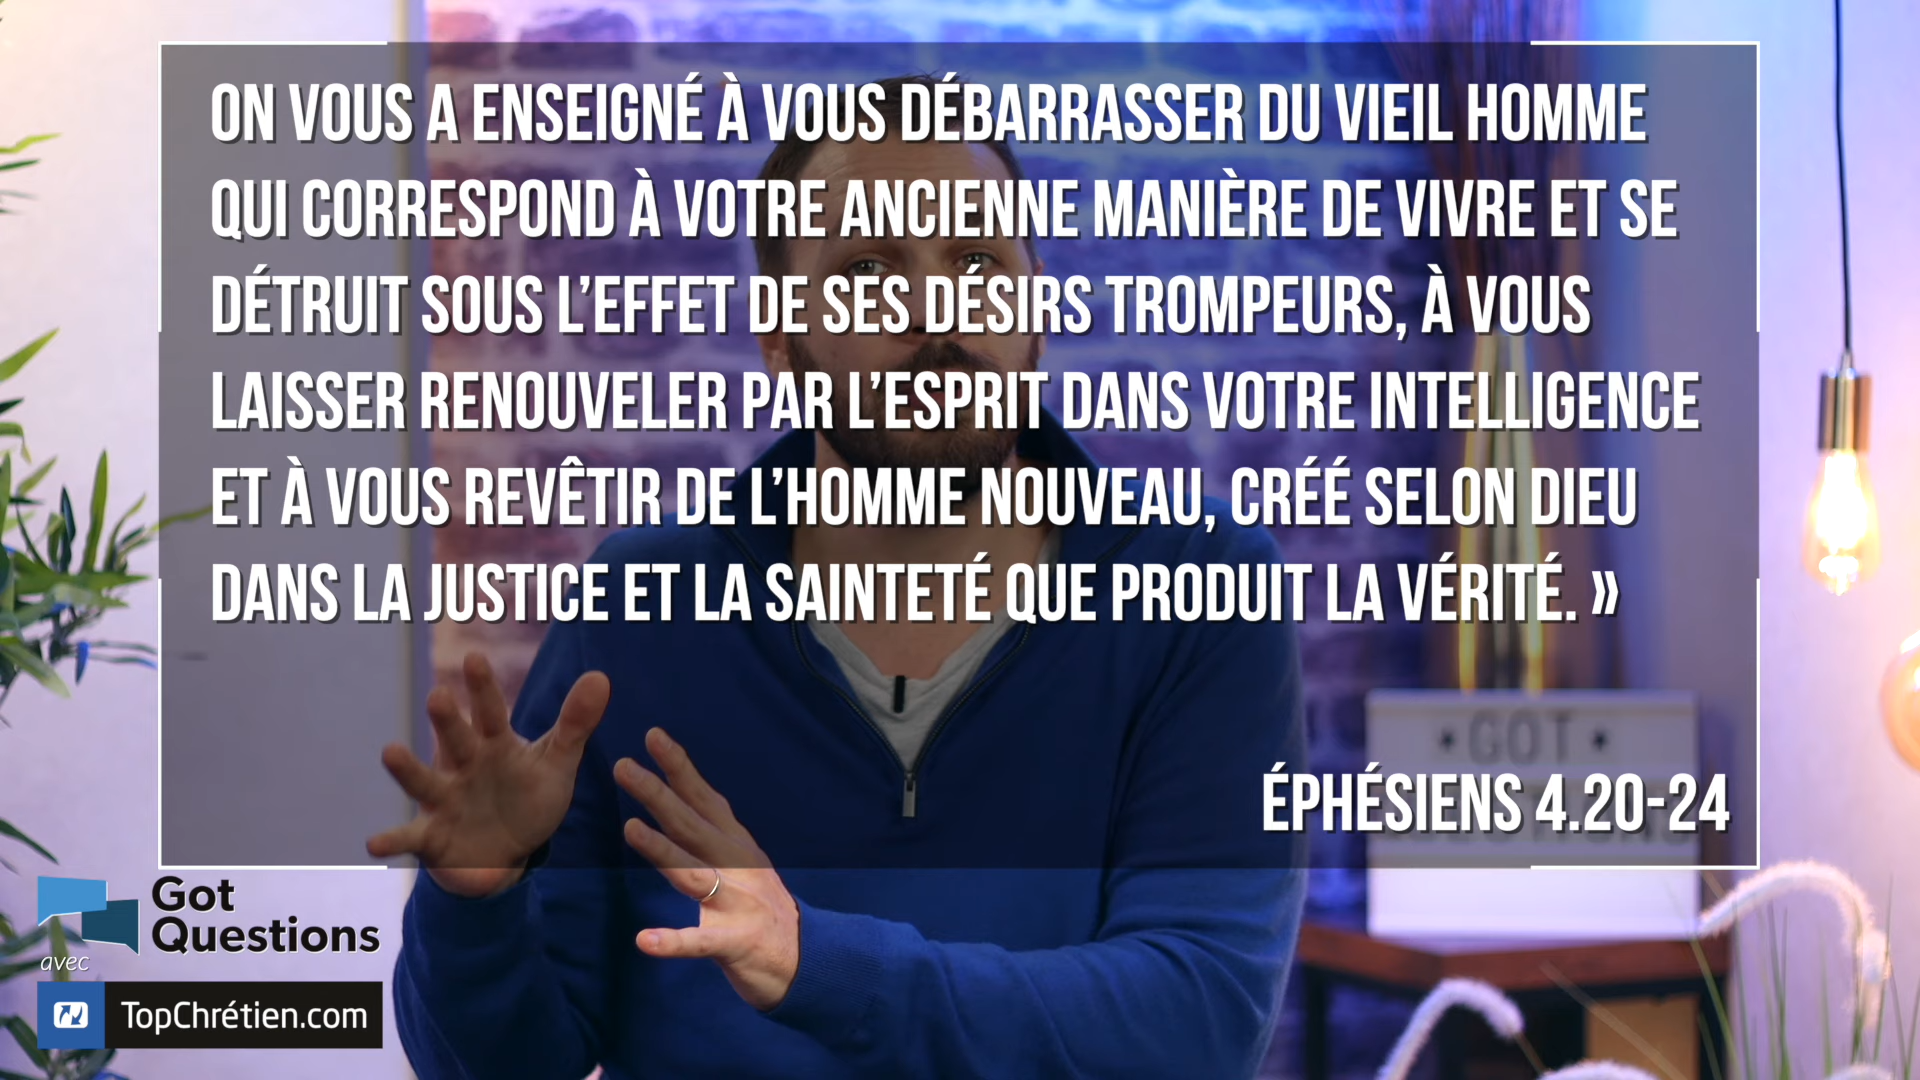 ON VOUS A ENSEIGNÉ À VOUS DÉBARRASSER DU VIEIL HOMME
QUI CORRESPOND À VOTRE ANCIENNE MANIÈRE DE VIVRE ET SE
DÉTRUIT SOUS L’EFFET DE SES DÉSIRS TROMPEURS, À VOUS
LAISSER RENOUVELER PAR L’ESPRIT DANS VOTRE INTELLIGENCE
ET À VOUS REVÊTIR DE L’HOMME NOUVEAU, CRÉÉ SELON DIEU
DANS LA JUSTICE ET LA SAINTETÉ QUE PRODUIT LA VÉRITÉ. »
GOT
ÉPHÉSIENS 4.20-24
Got
Questions
avec
TopChrétien.com